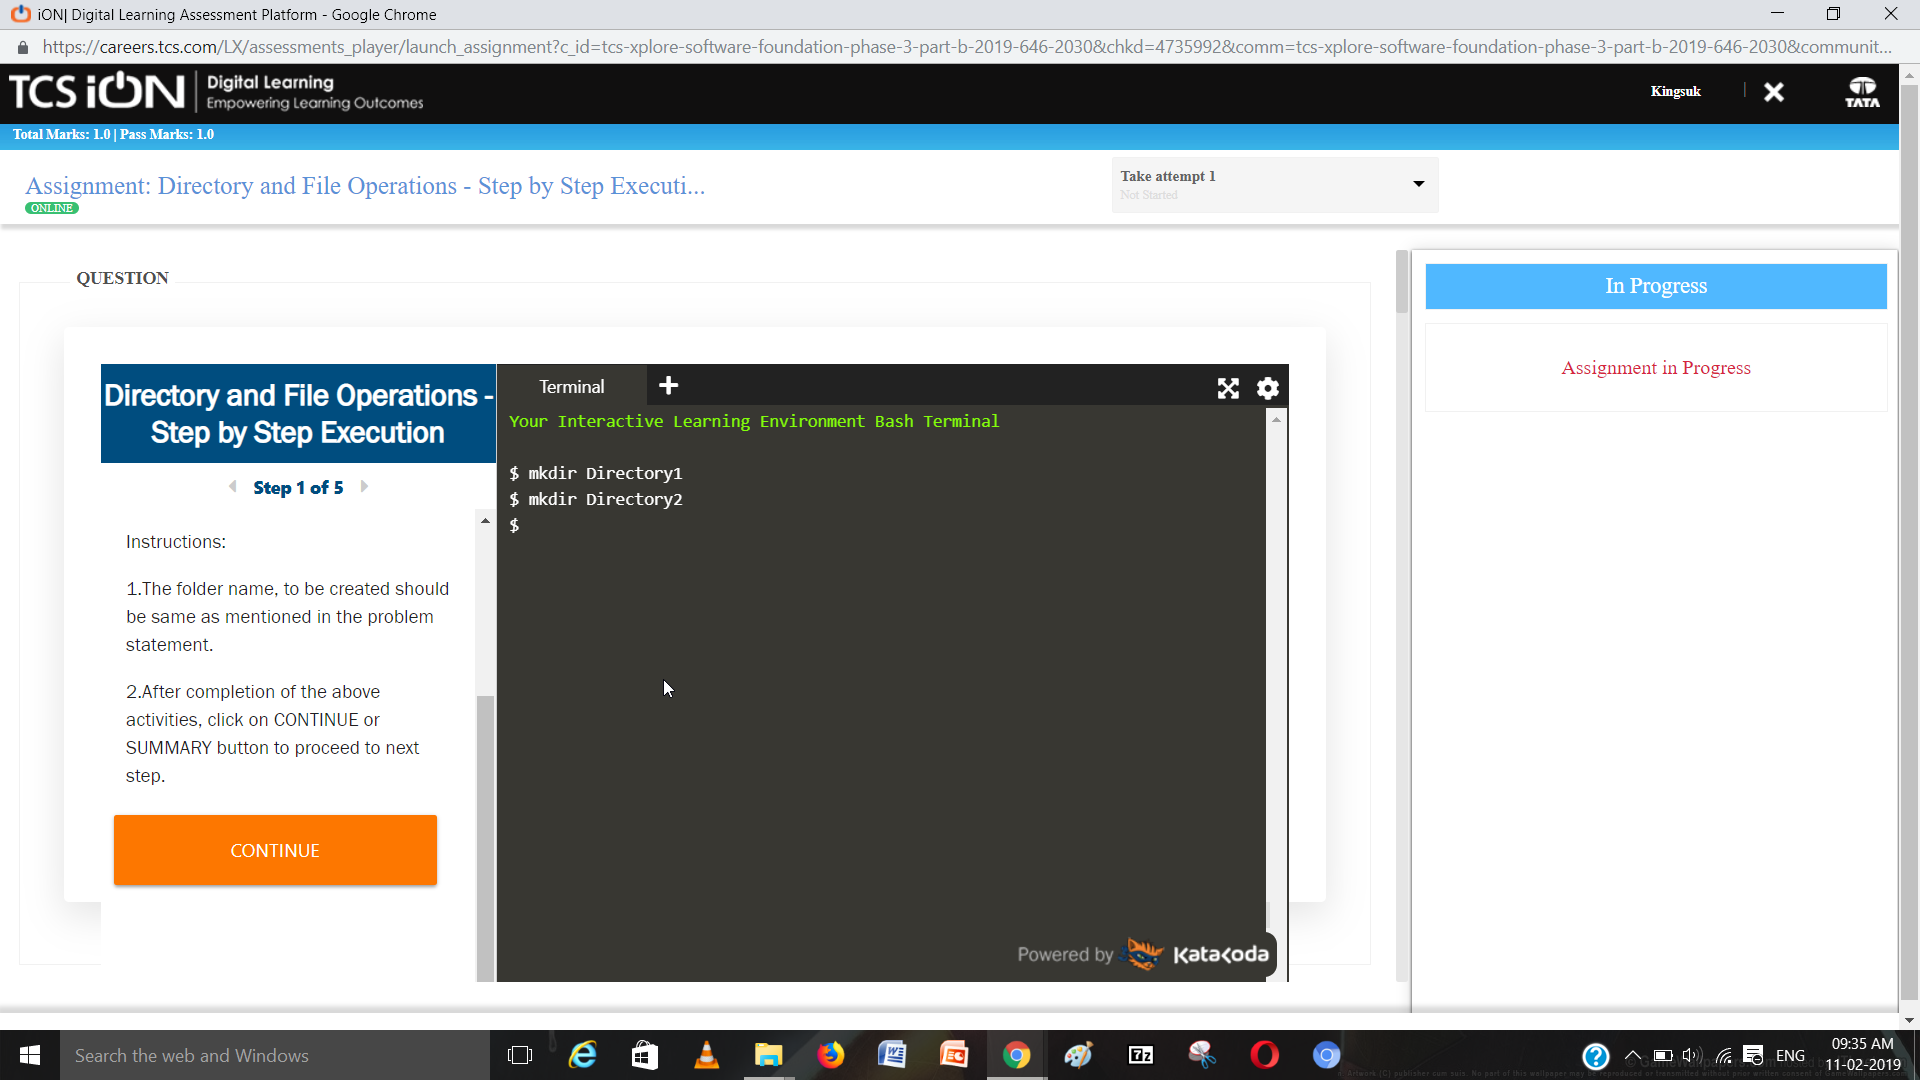 iON| Digital Learning Assessment Platform - Google Chrome
https://careers.tcs.com/LX/assessments_player/launch_assignment?c_id=tcs-xplore-software-foundation-phase-3-part-b-2019-646-2030&chkd=4735992&comm=tcs-xplore-software-foundation-phase-3-part-b-2019-646-2030&communit...
TCS iON Digital Learning
Empowering Learning Outcomes
Kingsuk
TATA
Total Marks: 1.0 | Pass Marks: 1.0
Assignment: Directory and File Operations - Step by Step Executi...
ONLINE
Take attempt 1
Not Started
QUESTION
In Progress
Assignment in Progress
Directory and File Operations -
Step by Step Execution
Step 1 of 5
Instructions:
1.The folder name, to be created should
be same as mentioned in the problem
statement.
2.After completion of the above
activities, click on CONTINUE or
SUMMARY button to proceed to next
step.
CONTINUE
Terminal
Your Interactive Learning Environment Bash Terminal
$ mkdir Directory1
$ mkdir Directory2
$
Powered by Katacoda
Search the web and Windows
ENG
09:35 AM
11-02-2019